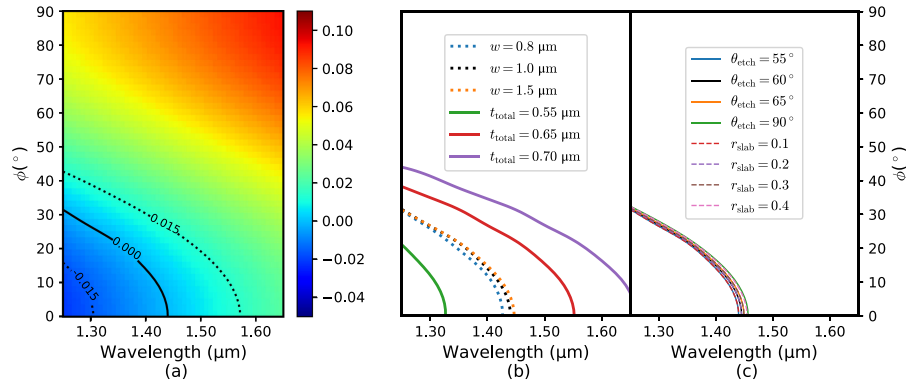 90
80
70
60
50
40
30
20
10
0
ϕ(°)
0.015
0.000
-0.015
1.30
1.40
1.50
1.60
Wavelength (μm)
(a)
0.10
0.08
0.06
0.04
0.02
0.00
−0.02
−0.04
w = 0.8 μm
w = 1.0 μm
w = 1.5 μm
t_total = 0.55 μm
t_total = 0.65 μm
t_total = 0.70 μm
1.30
1.40
1.50
1.60
Wavelength (μm)
(b)
θ_etch = 55°
θ_etch = 60°
θ_etch = 65°
θ_etch = 90°
r_slab = 0.1
r_slab = 0.2
r_slab = 0.3
r_slab = 0.4
1.30
1.40
1.50
1.60
Wavelength (μm)
(c)
90
80
70
60
50
40
30
20
10
0
ϕ(°)